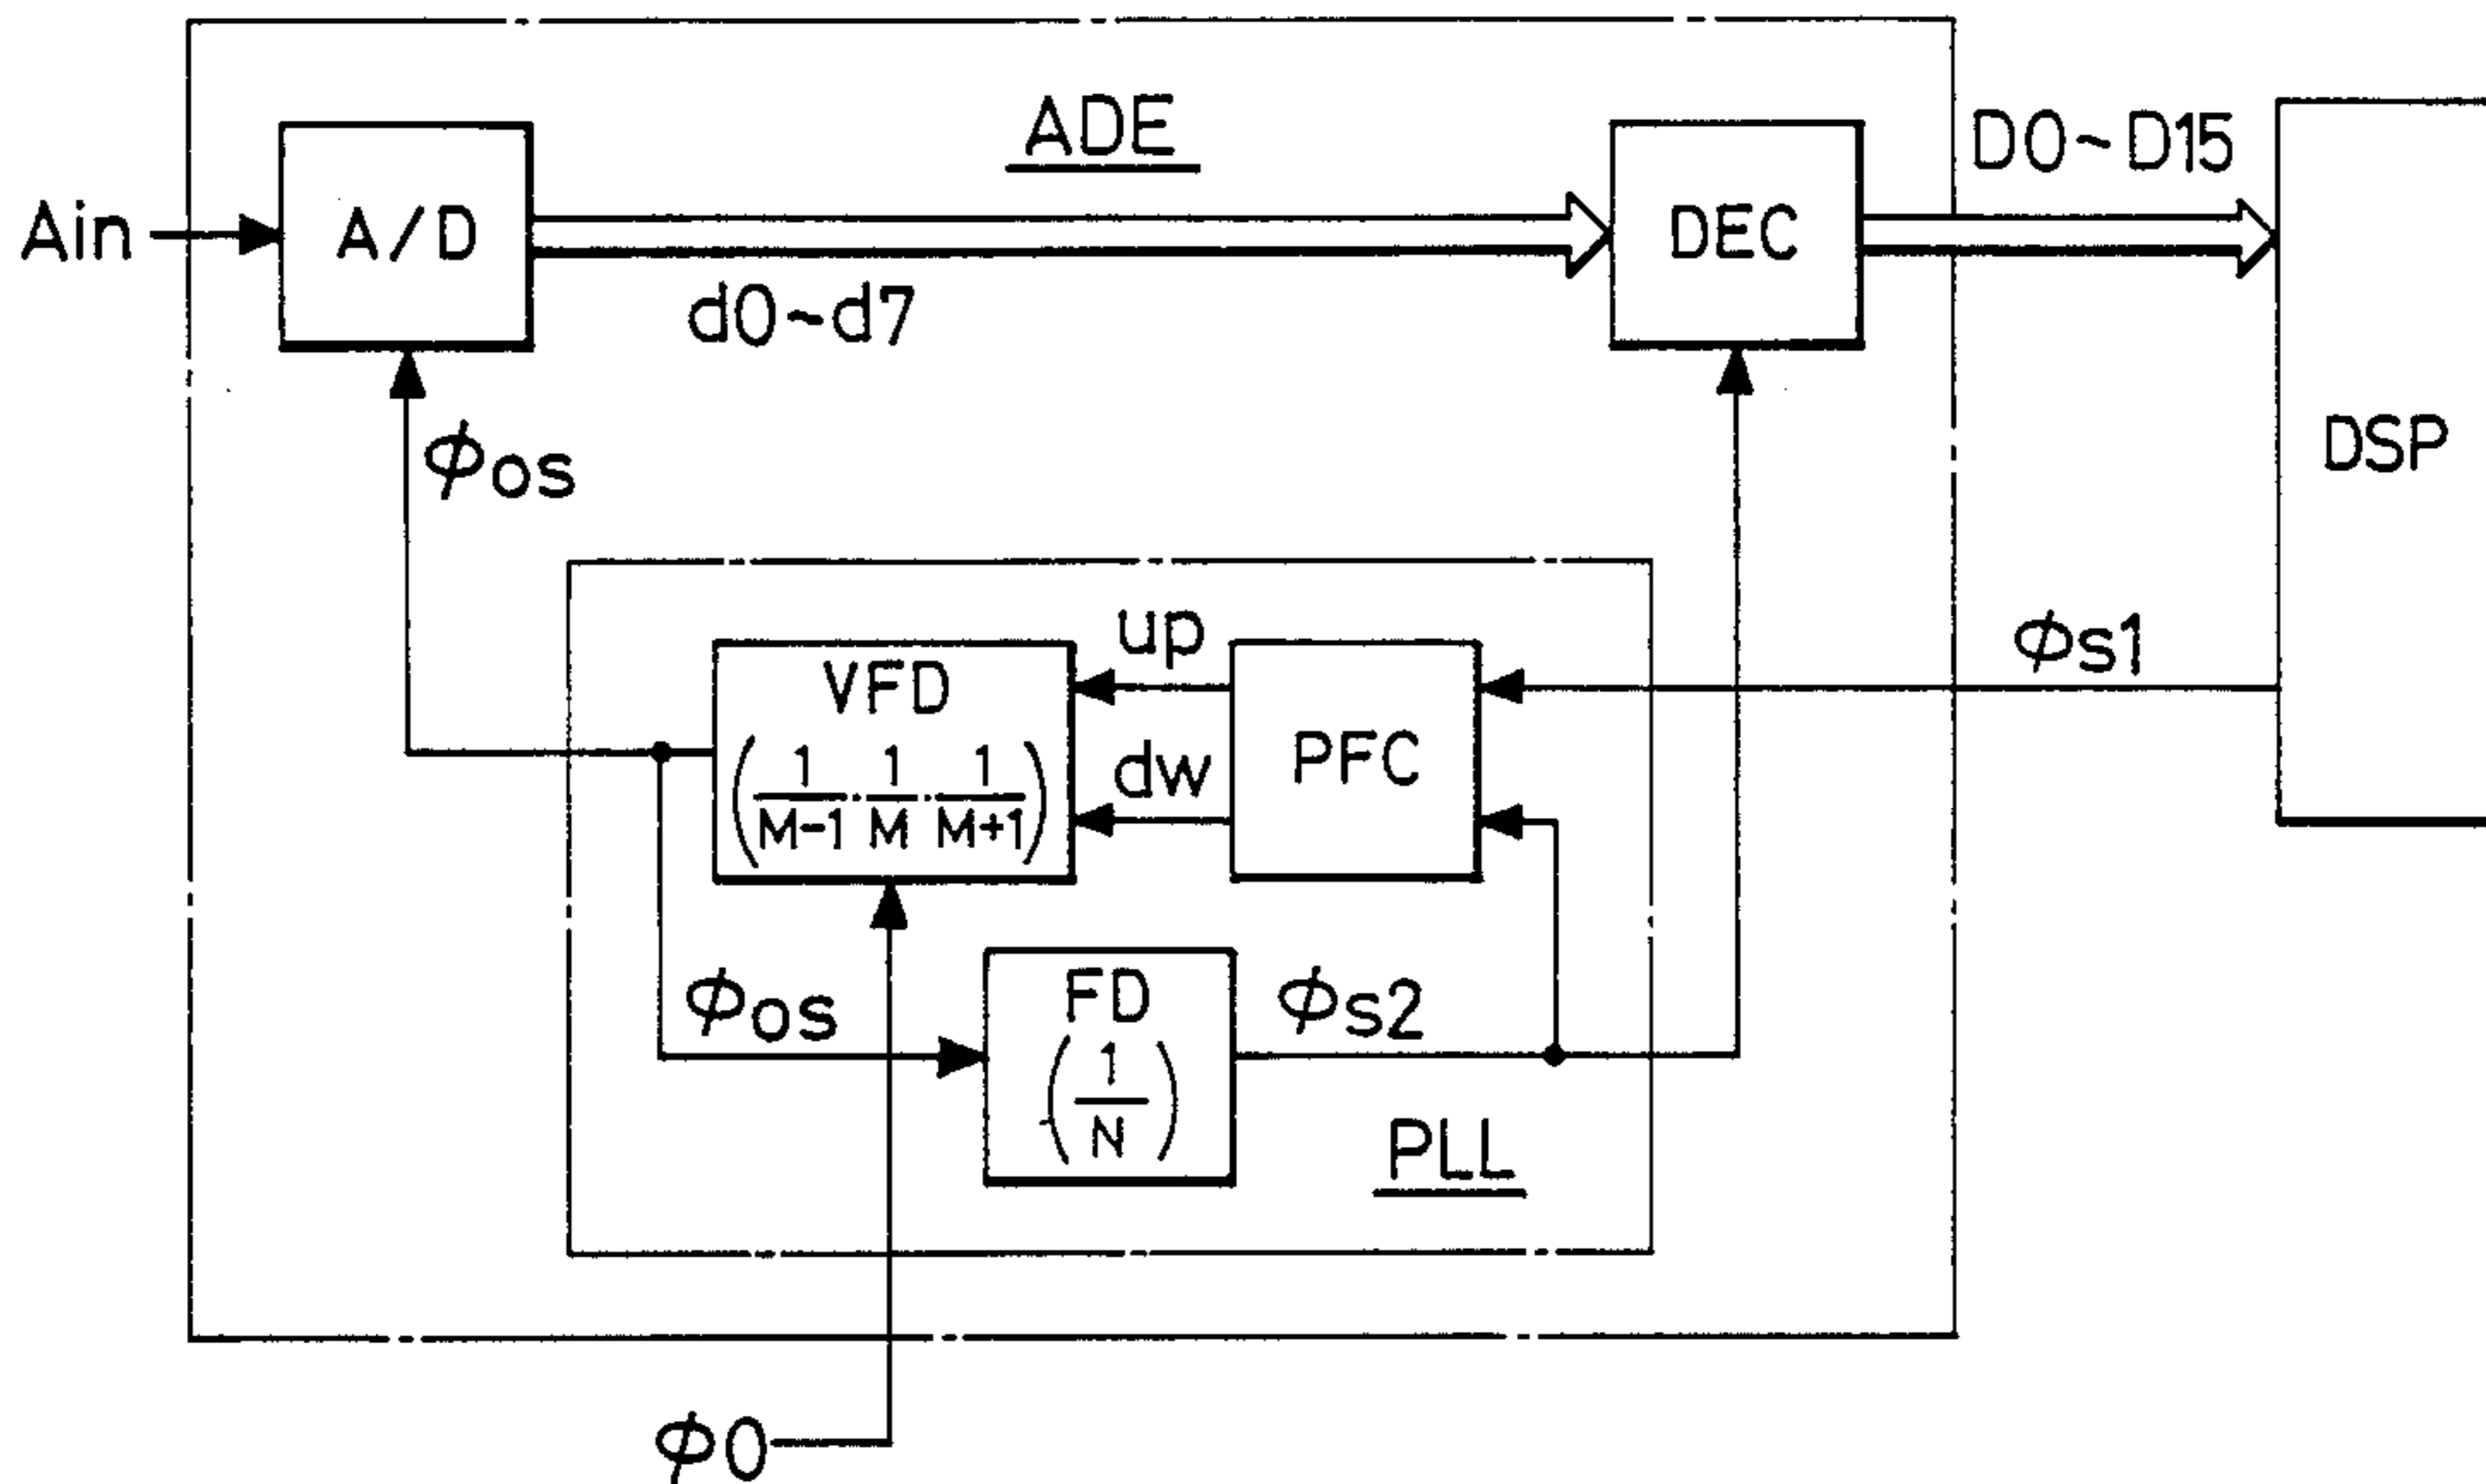 ADE
D0~D15
Ain
A/D
DEC
d0~d7
DSP
ϕos
up
ϕs1
VFD
(1/M-1 · 1/M · 1/M+1)
dw
PFC
ϕos
FD
(1/N)
ϕs2
PLL
ϕ0